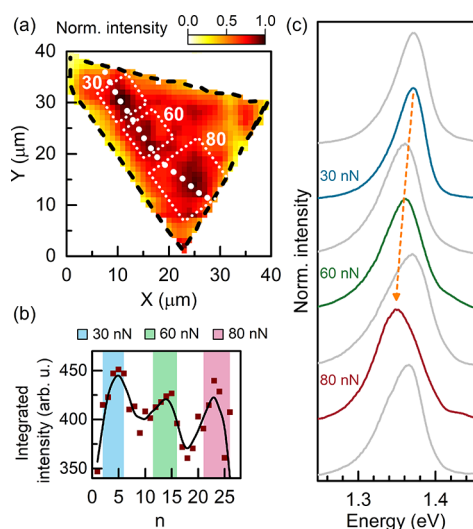 (a) Norm. intensity
0.0 0.5 1.0
(c)
40
30
20
10
0
Y (μm)
30
60
80
0 10 20 30 40
X (μm)
(b)
30 nN 60 nN 80 nN
450
400
350
Integrated
intensity (arb. u.)
0 5 10 15 20 25
n
Norm. intensity
30 nN
60 nN
80 nN
1.3 1.4
Energy (eV)